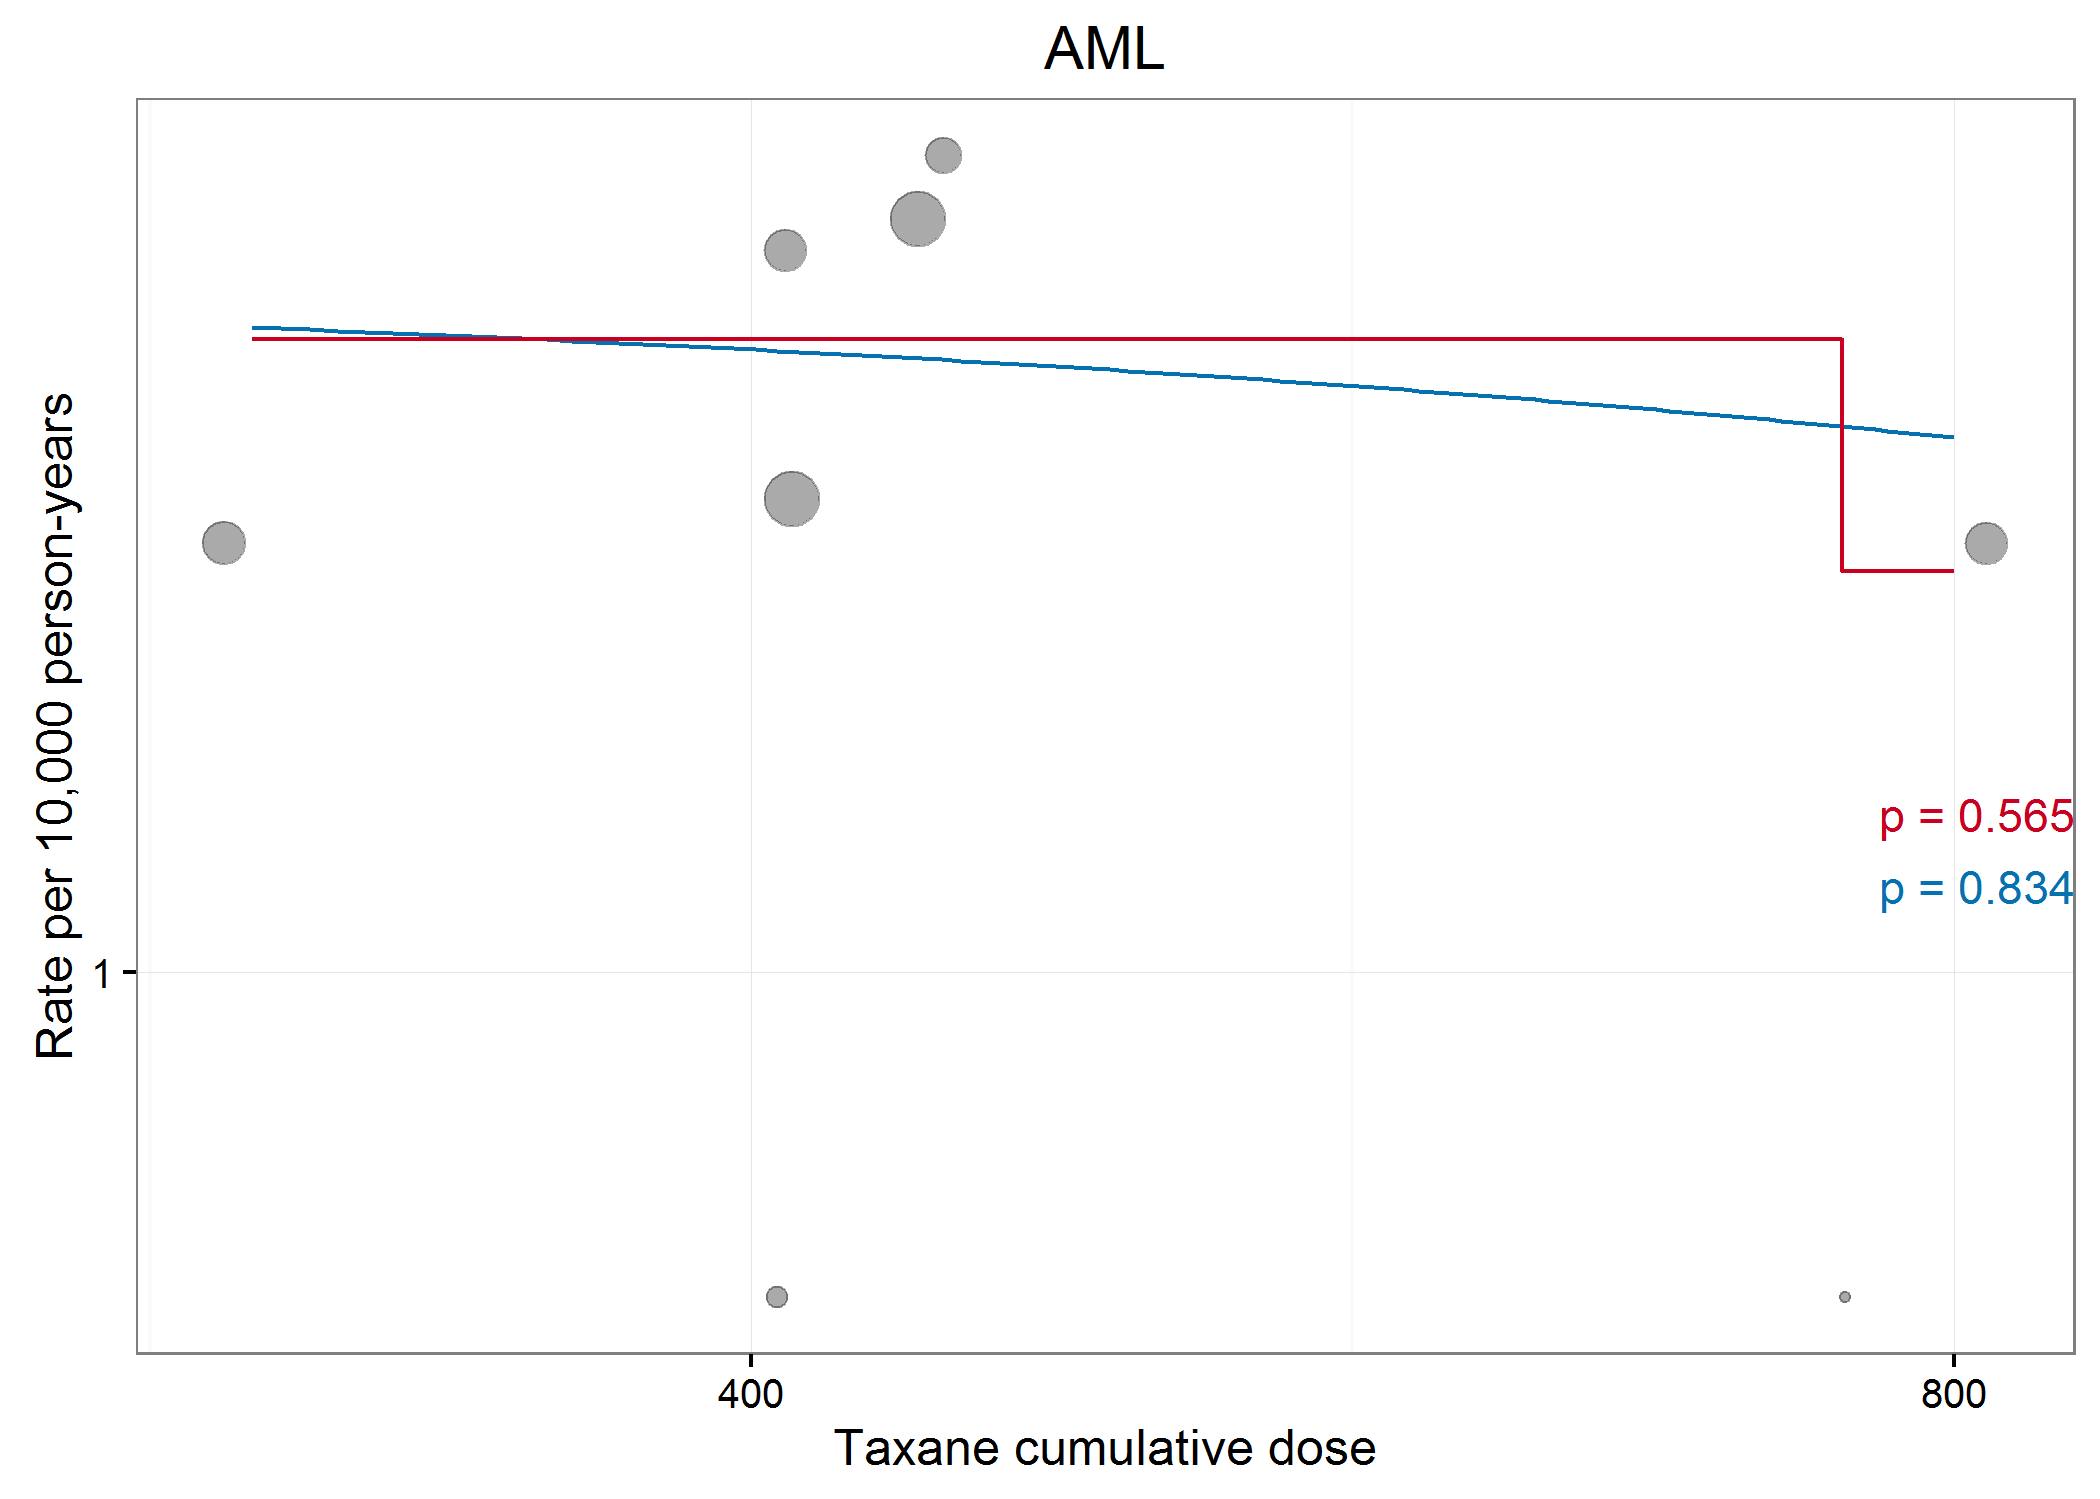 AML
Rate per 10,000 person-years
p = 0.565
p = 0.834
1
400
800
Taxane cumulative dose